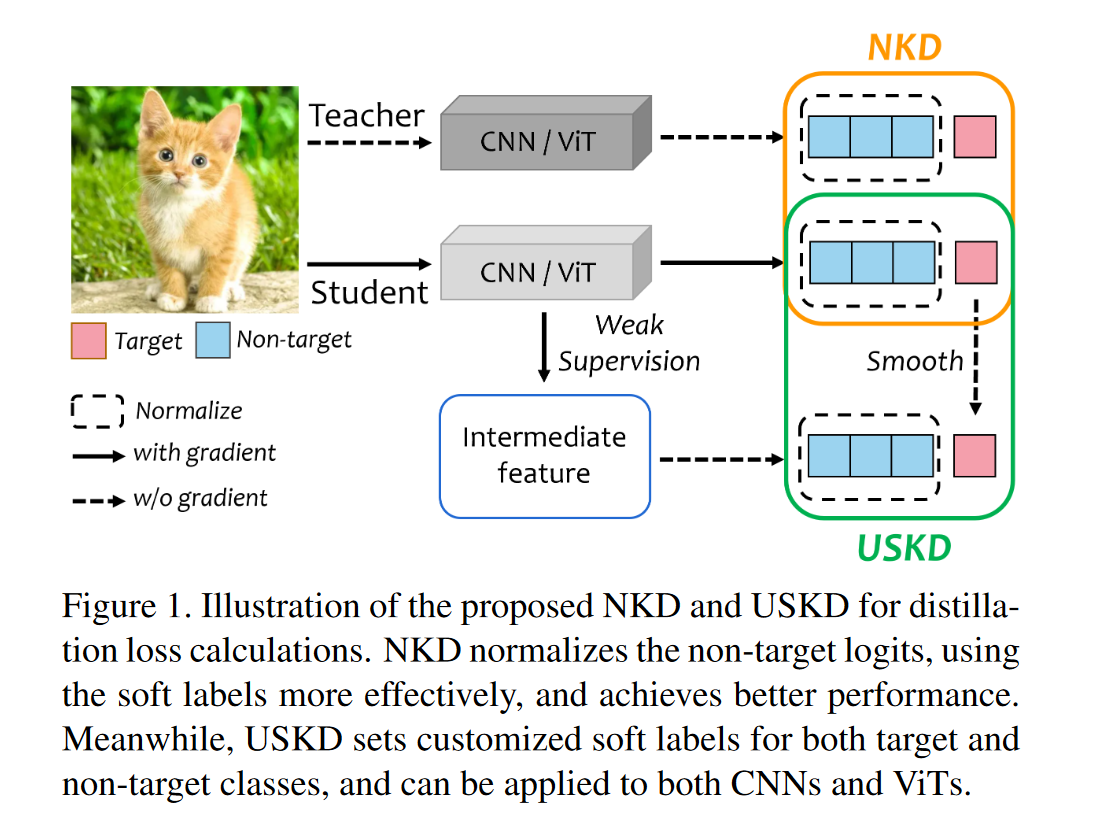 NKD
Teacher
CNN / ViT
CNN / ViT
Student
Target
Non-target
Weak
Supervision
Smooth
Normalize
with gradient
w/o gradient
Intermediate
feature
USKD
Figure 1. Illustration of the proposed NKD and USKD for distilla-
tion loss calculations. NKD normalizes the non-target logits, using
the soft labels more effectively, and achieves better performance.
Meanwhile, USKD sets customized soft labels for both target and
non-target classes, and can be applied to both CNNs and ViTs.